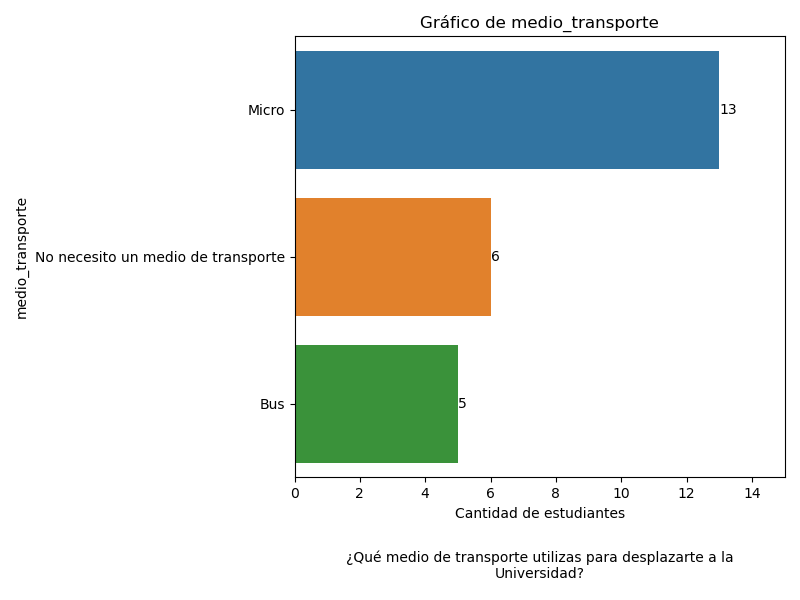 Gráfico de medio_transporte
medio_transporte
Micro
13
No necesito un medio de transporte
6
Bus
5
0 2 4 6 8 10 12 14
Cantidad de estudiantes
¿Qué medio de transporte utilizas para desplazarte a la
Universidad?